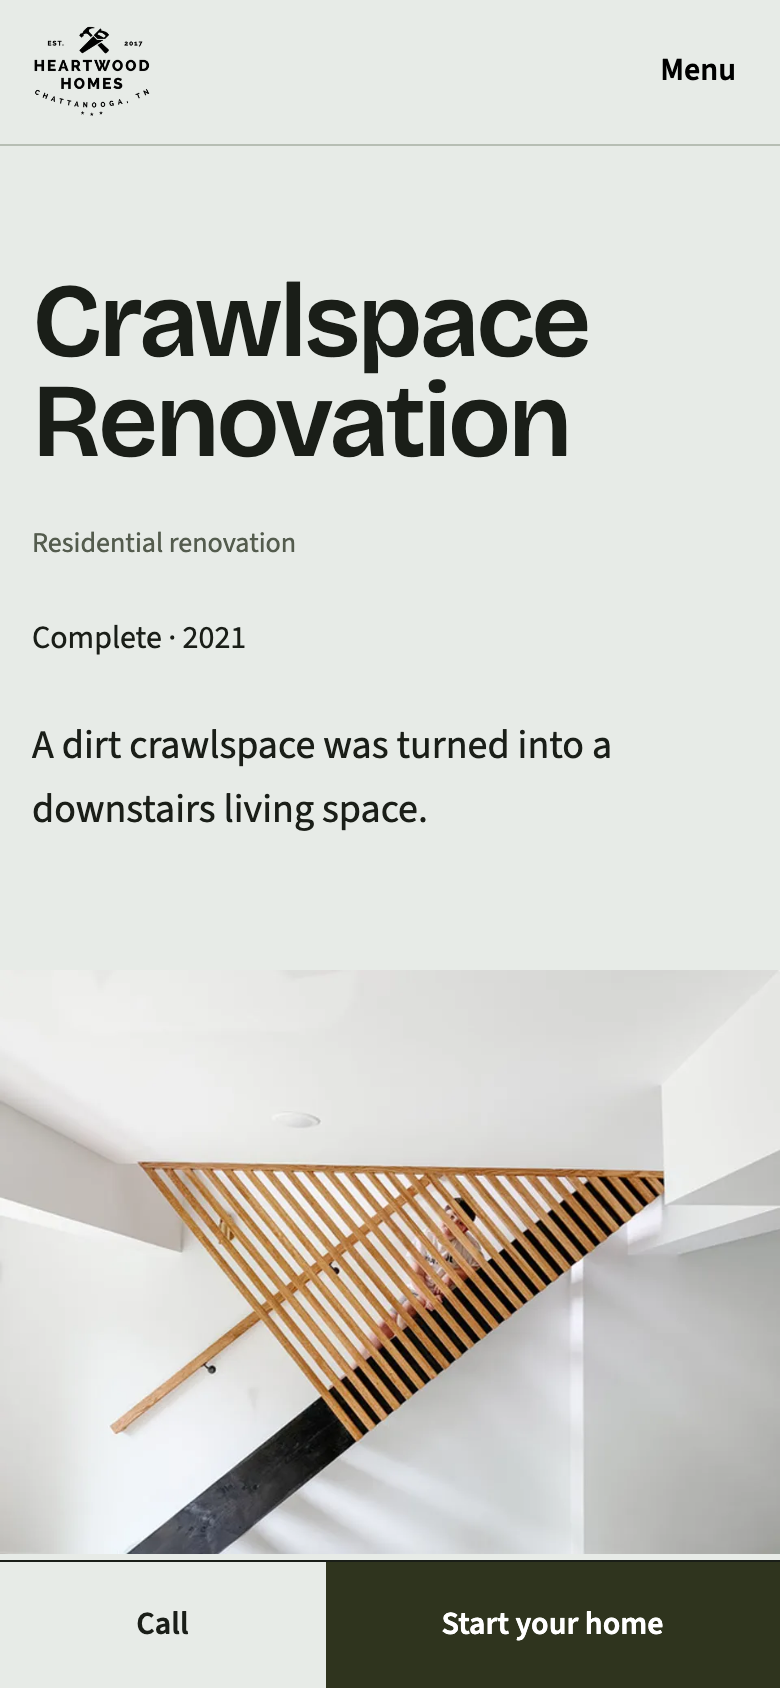 EST. 2017
HEARTWOOD
HOMES
CHATTANOOGA, TN
Menu
Crawlspace
Renovation
Residential renovation
Complete · 2021
A dirt crawlspace was turned into a
downstairs living space.
Call
Start your home